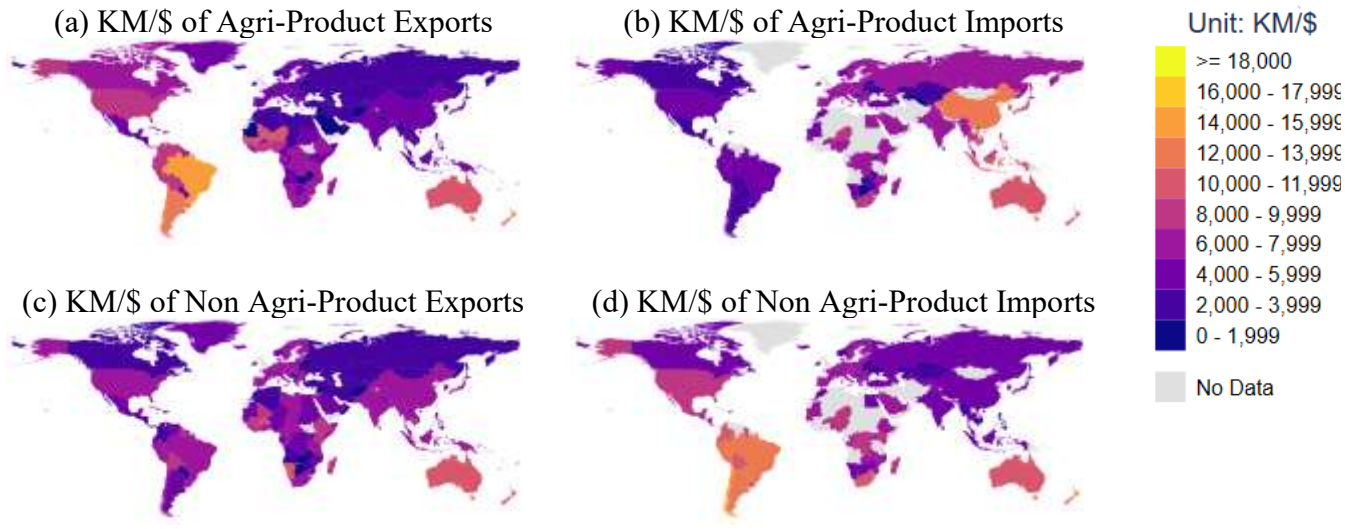 (a) KM/$ of Agri-Product Exports
(b) KM/$ of Agri-Product Imports
(c) KM/$ of Non Agri-Product Exports
(d) KM/$ of Non Agri-Product Imports
Unit: KM/$
>= 18,000
16,000 - 17,999
14,000 - 15,999
12,000 - 13,999
10,000 - 11,999
8,000 - 9,999
6,000 - 7,999
4,000 - 5,999
2,000 - 3,999
0 - 1,999
No Data